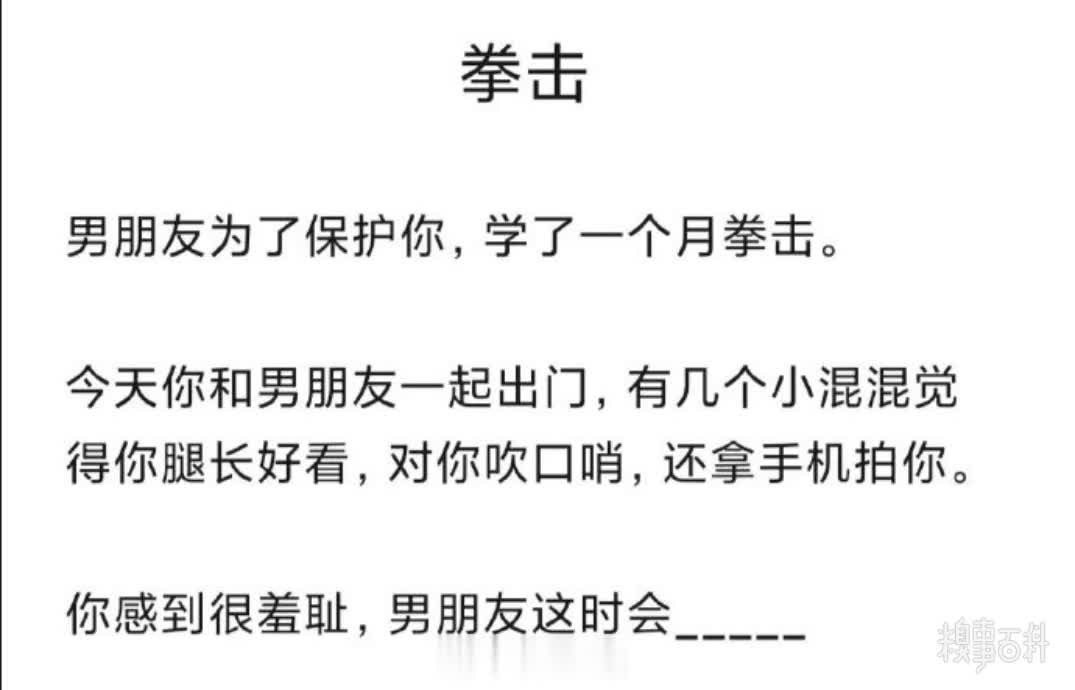 拳击
男朋友为了保护你，学了一个月拳击。
今天你和男朋友一起出门，有几个小混混觉
得你腿长好看，对你吹口哨，还拿手机拍你。
你感到很羞耻，男朋友这时会_____
糗事百科